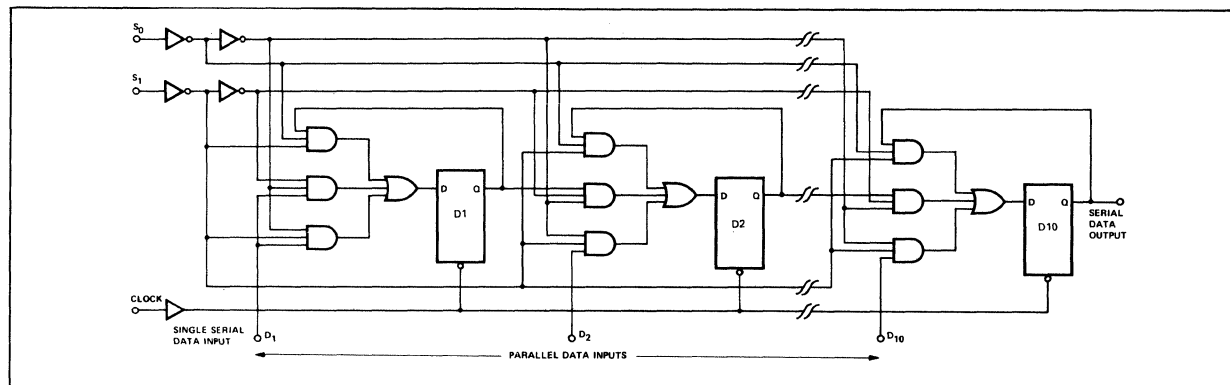 S0
S1
D Q
D1
D Q
D2
D Q
D10
SERIAL
DATA
OUTPUT
CLOCK
SINGLE SERIAL
DATA INPUT
D1
D2
D10
PARALLEL DATA INPUTS